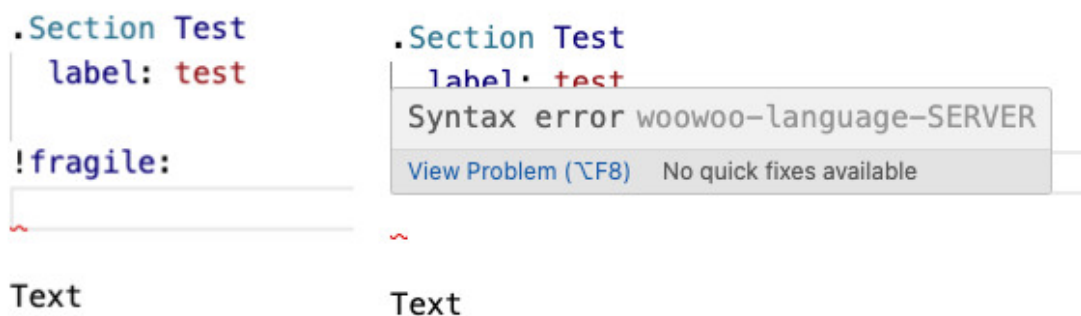 .Section Test
label: test
!fragile:
Text
.Section Test
label: test
Syntax error woowoo-language-SERVER
View Problem (⌥F8) No quick fixes available
Text